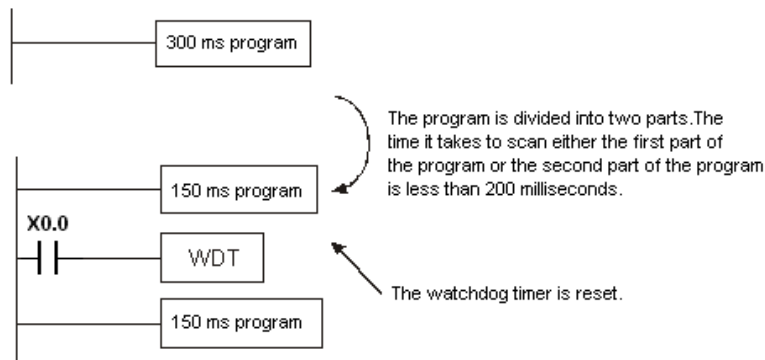 300 ms program
The program is divided into two parts.The
time it takes to scan either the first part of
the program or the second part of the program
is less than 200 milliseconds.
150 ms program
X0.0
WDT
The watchdog timer is reset.
150 ms program